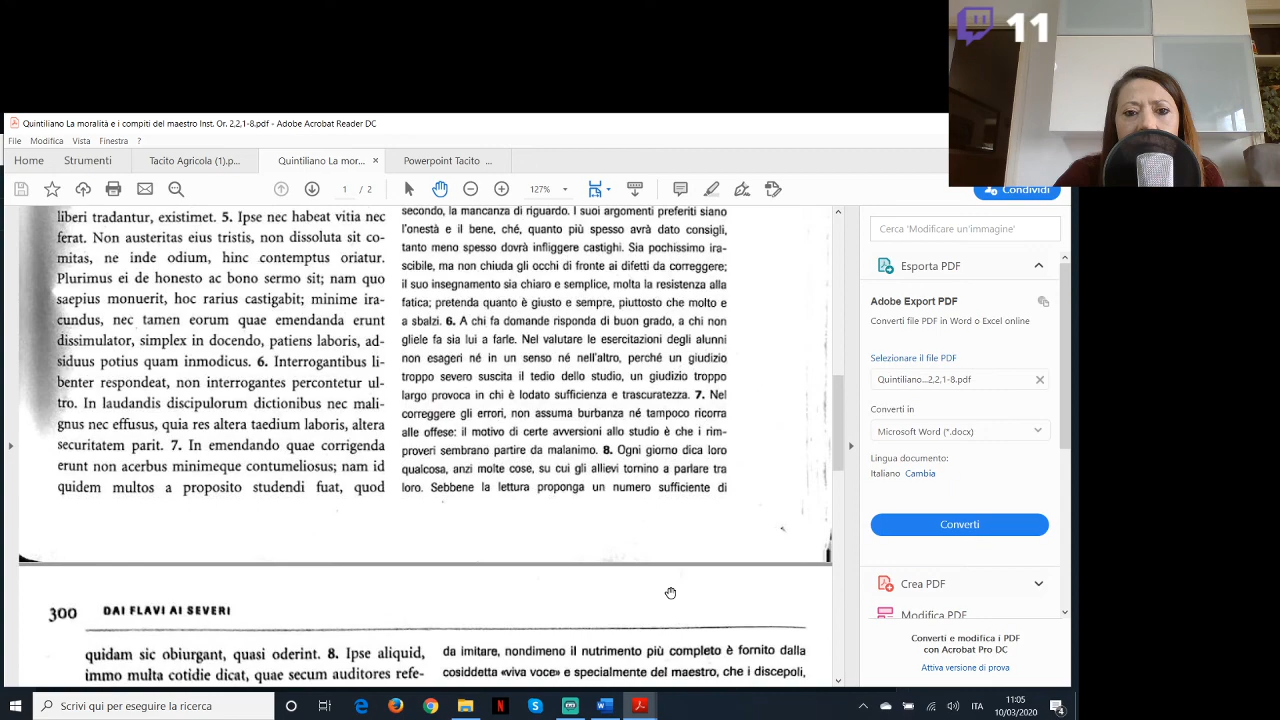 11
Quintiliano La moralità e i compiti del maestro Inst. Or. 2,2,1-8.pdf - Adobe Acrobat Reader DC
File Modifica Vista Finestra ?
Home Strumenti Tacito Agricola (1).p... Quintiliano La mor... × Powerpoint Tacito ...
1 / 2 127% Condividi
liberi tradantur, existimet. 5. Ipse nec habeat vitia nec
ferat. Non austeritas eius tristis, non dissoluta sit co-
mitas, ne inde odium, hinc contemptus oriatur.
Plurimus ei de honesto ac bono sermo sit; nam quo
saepius monuerit, hoc rarius castigabit; minime ira-
cundus, nec tamen eorum quae emendanda erunt
dissimulator, simplex in docendo, patiens laboris, ad-
siduus potius quam inmodicus. 6. Interrogantibus li-
benter respondeat, non interrogantes percontetur ul-
tro. In laudandis discipulorum dictionibus nec mali-
gnus nec effusus, quia res altera taedium laboris, altera
securitatem parit. 7. In emendando quae corrigenda
erunt non acerbus minimeque contumeliosus; nam id
quidem multos a proposito studendi fuat, quod
secondo, la mancanza di riguardo. I suoi argomenti preferiti siano
l'onestà e il bene, ché, quanto più spesso avrà dato consigli,
tanto meno spesso dovrà infliggere castighi. Sia pochissimo ira-
scibile, ma non chiuda gli occhi di fronte ai difetti da correggere;
il suo insegnamento sia chiaro e semplice, molta la resistenza alla
fatica; pretenda quanto è giusto e sempre, piuttosto che molto e
a sbalzi. 6. A chi fa domande risponda di buon grado, a chi non
gliele fa sia lui a farle. Nel valutare le esercitazioni degli alunni
non esageri né in un senso né nell'altro, perché un giudizio
troppo severo suscita il tedio dello studio, un giudizio troppo
largo provoca in chi è lodato sufficienza e trascuratezza. 7. Nel
correggere gli errori, non assuma burbanza né tampoco ricorra
alle offese: il motivo di certe avversioni allo studio è che i rim-
proveri sembrano partire da malanimo. 8. Ogni giorno dica loro
qualcosa, anzi molte cose, su cui gli allievi tornino a parlare tra
loro. Sebbene la lettura proponga un numero sufficiente di
300 DAI FLAVI AI SEVERI
quidam sic obiurgant, quasi oderint. 8. Ipse aliquid,
immo multa cotidie dicat, quae secum auditores refe-
da imitare, nondimeno il nutrimento più completo è fornito dalla
cosiddetta «viva voce» e specialmente del maestro, che i discepoli,
Cerca 'Modificare un'immagine'
Esporta PDF
Adobe Export PDF
Converti file PDF in Word o Excel online
Selezionare il file PDF
Quintiliano...2,2,1-8.pdf
Converti in
Microsoft Word (*.docx)
Lingua documento:
Italiano Cambia
Converti
Crea PDF
Modifica PDF
Converti e modifica i PDF
con Acrobat Pro DC
Attiva versione di prova
Scrivi qui per eseguire la ricerca
ITA
11:05
10/03/2020
4